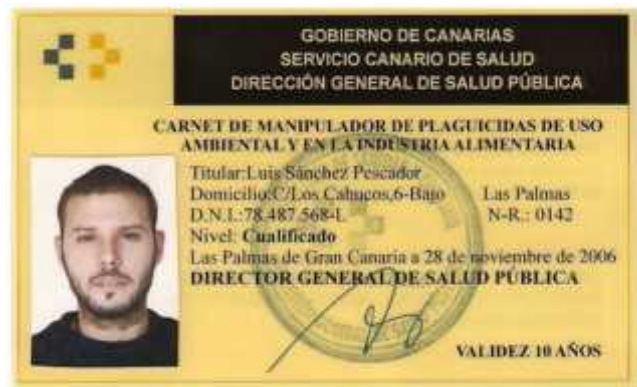 GOBIERNO DE CANARIAS
SERVICIO CANARIO DE SALUD
DIRECCIÓN GENERAL DE SALUD PÚBLICA
CARNET DE MANIPULADOR DE PLAGUICIDAS DE USO
AMBIENTAL Y EN LA INDUSTRIA ALIMENTARIA
Titular:Luis Sánchez Pescador
Domicilio:C/Los Cahucos,6-Bajo Las Palmas
D.N.I.:78.487.568-L N-R.: 0142
Nivel: Cualificado
Las Palmas de Gran Canaria a 28 de noviembre de 2006
DIRECTOR GENERAL DE SALUD PÚBLICA
VALIDEZ 10 AÑOS